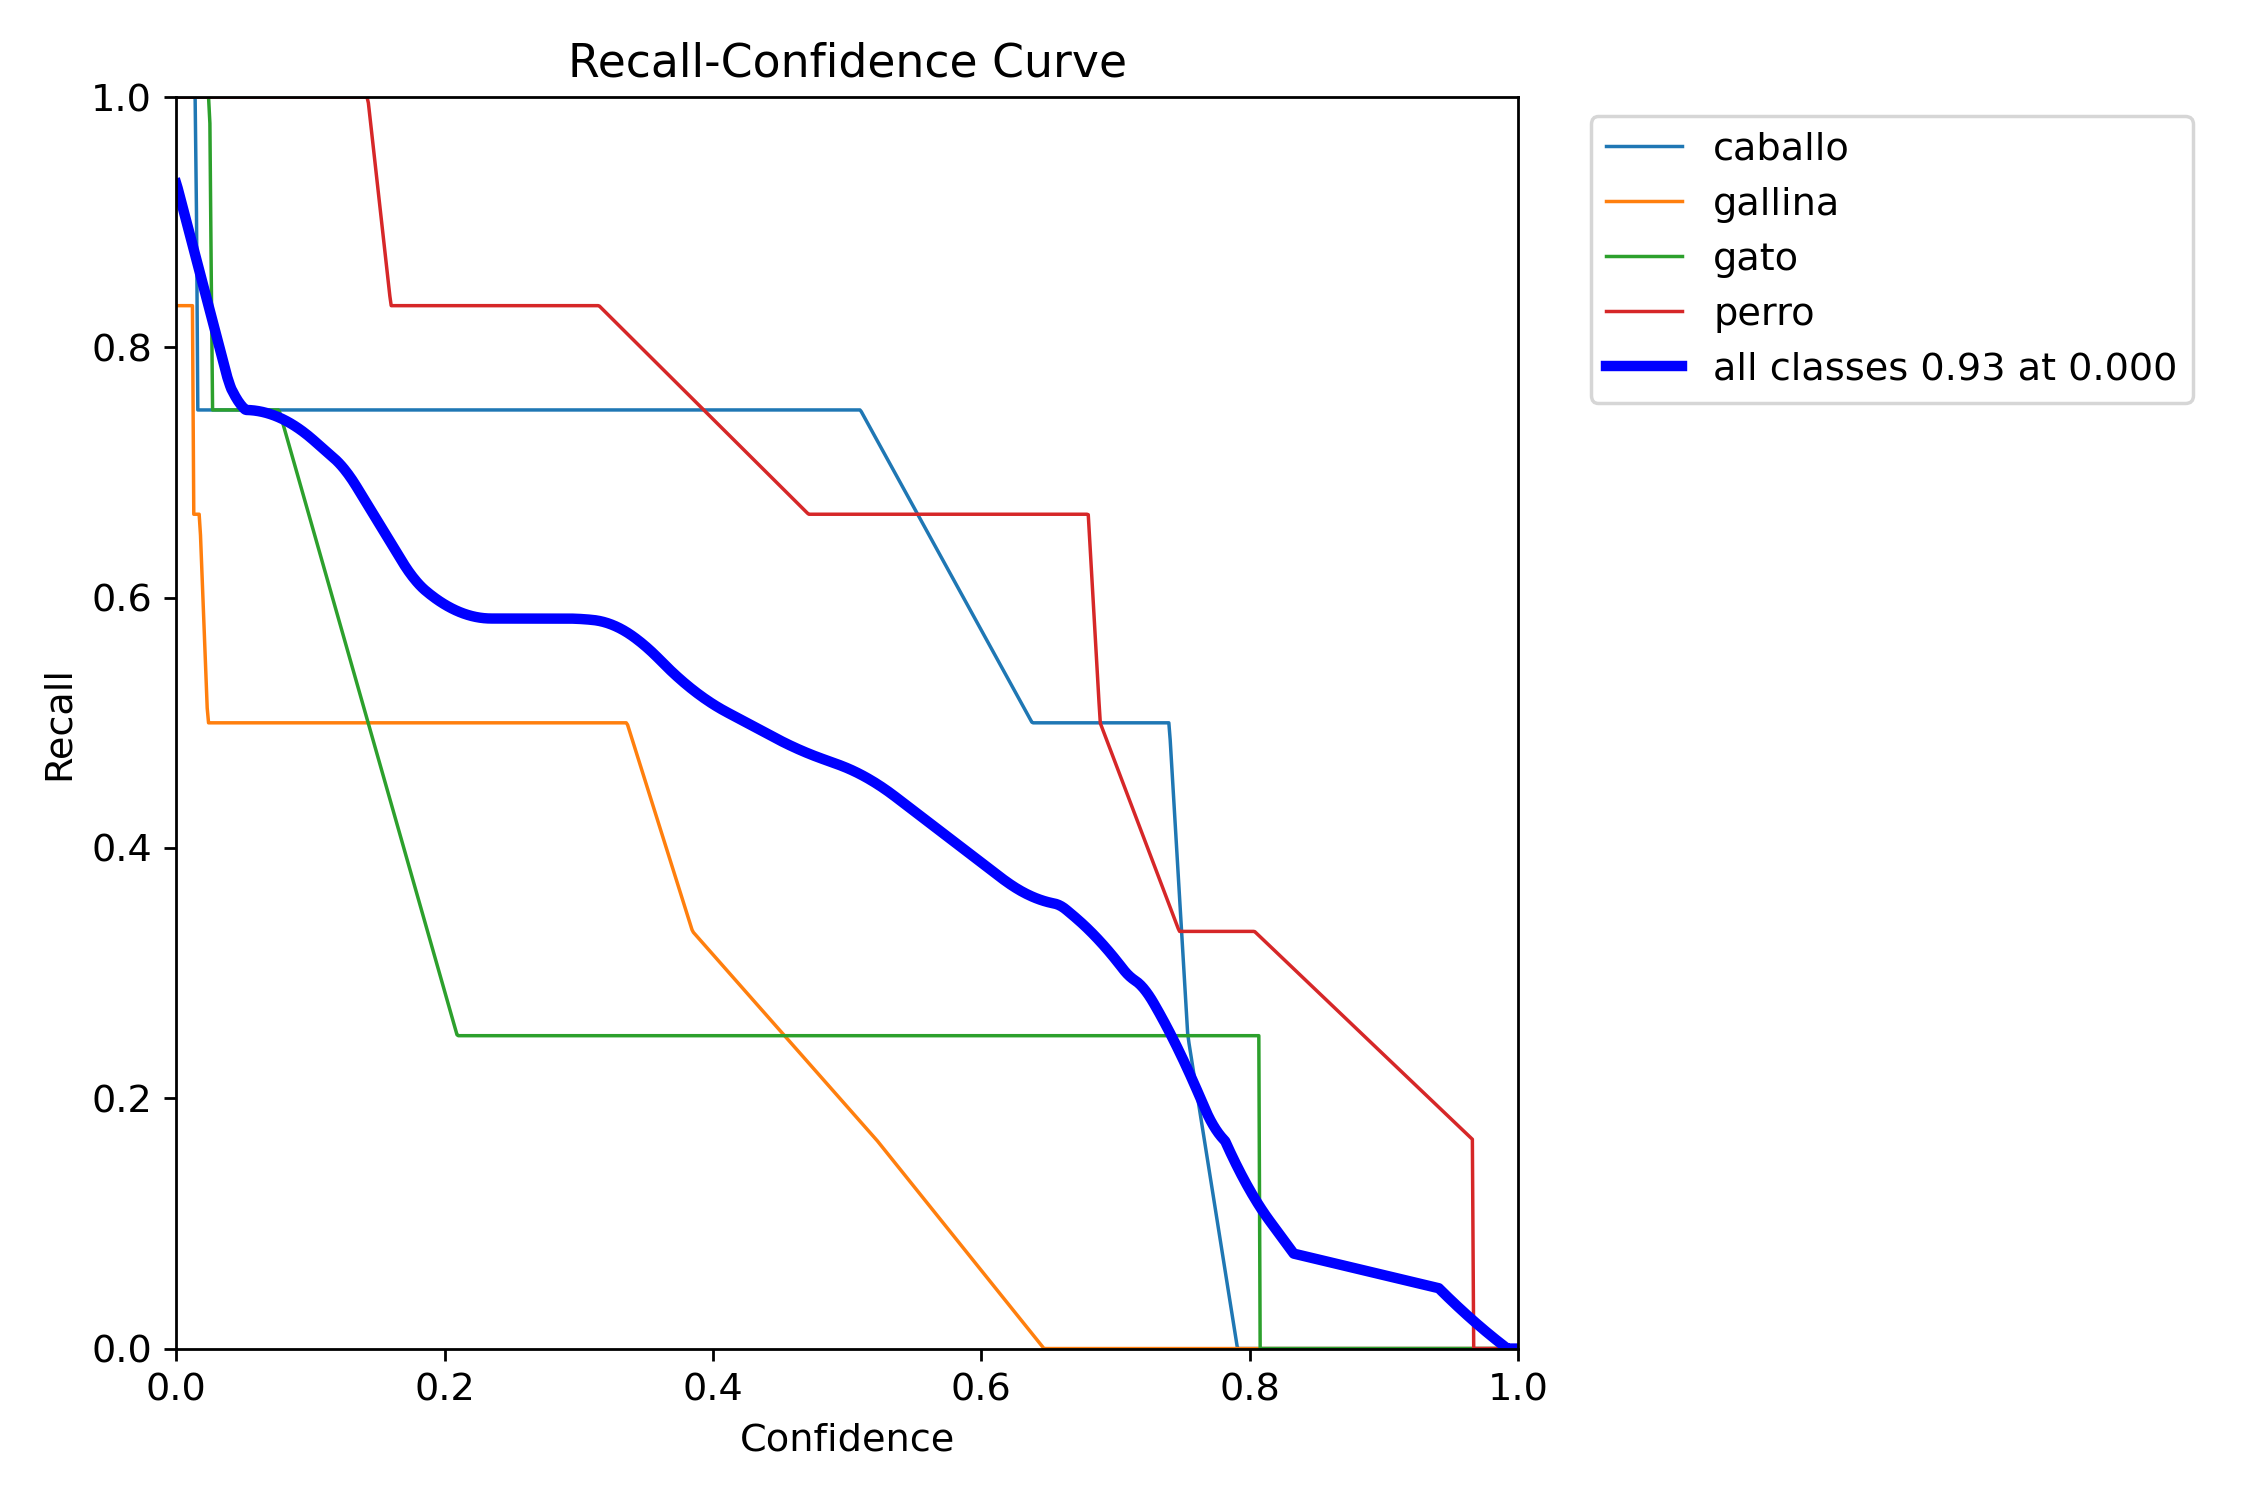 Recall-Confidence Curve
1.0
0.8
0.6
0.4
0.2
0.0
Recall
0.0 0.2 0.4 0.6 0.8 1.0
Confidence
caballo
gallina
gato
perro
all classes 0.93 at 0.000